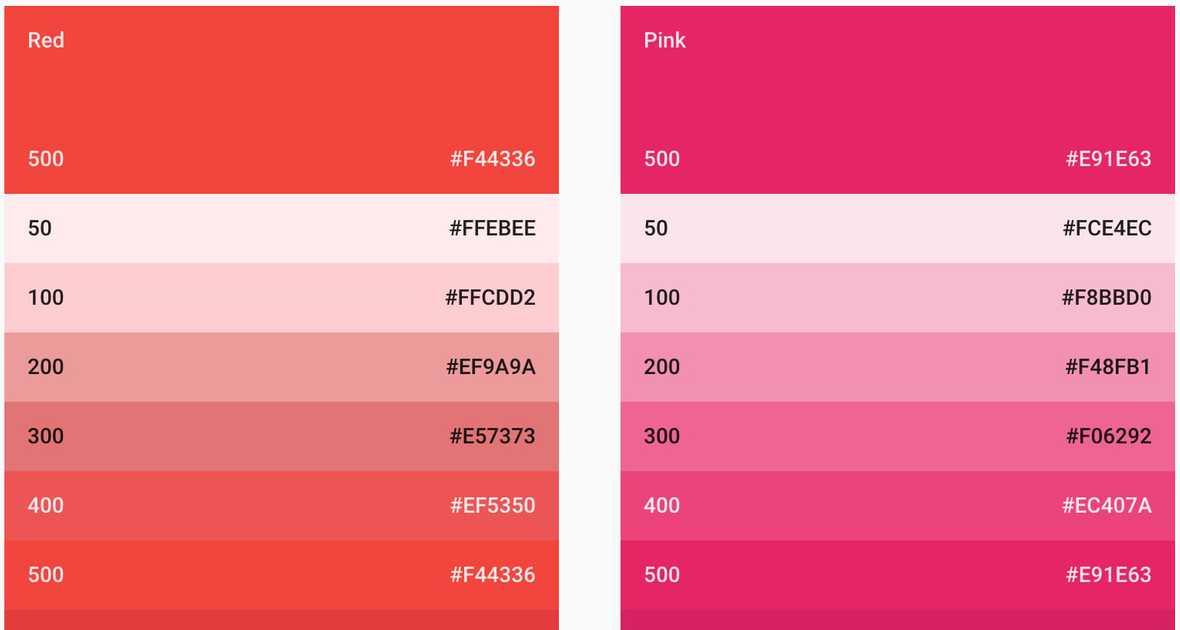 Red
500 #F44336
50 #FFEBEE
100 #FFCDD2
200 #EF9A9A
300 #E57373
400 #EF5350
500 #F44336
Pink
500 #E91E63
50 #FCE4EC
100 #F8BBD0
200 #F48FB1
300 #F06292
400 #EC407A
500 #E91E63